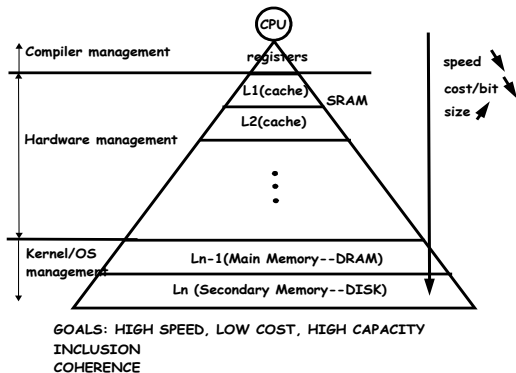 CPU
Compiler management
registers
speed
L1(cache)
SRAM
cost/bit
L2(cache)
size
Hardware management
Kernel/OS
management
Ln-1(Main Memory--DRAM)
Ln (Secondary Memory--DISK)
GOALS: HIGH SPEED, LOW COST, HIGH CAPACITY
INCLUSION
COHERENCE